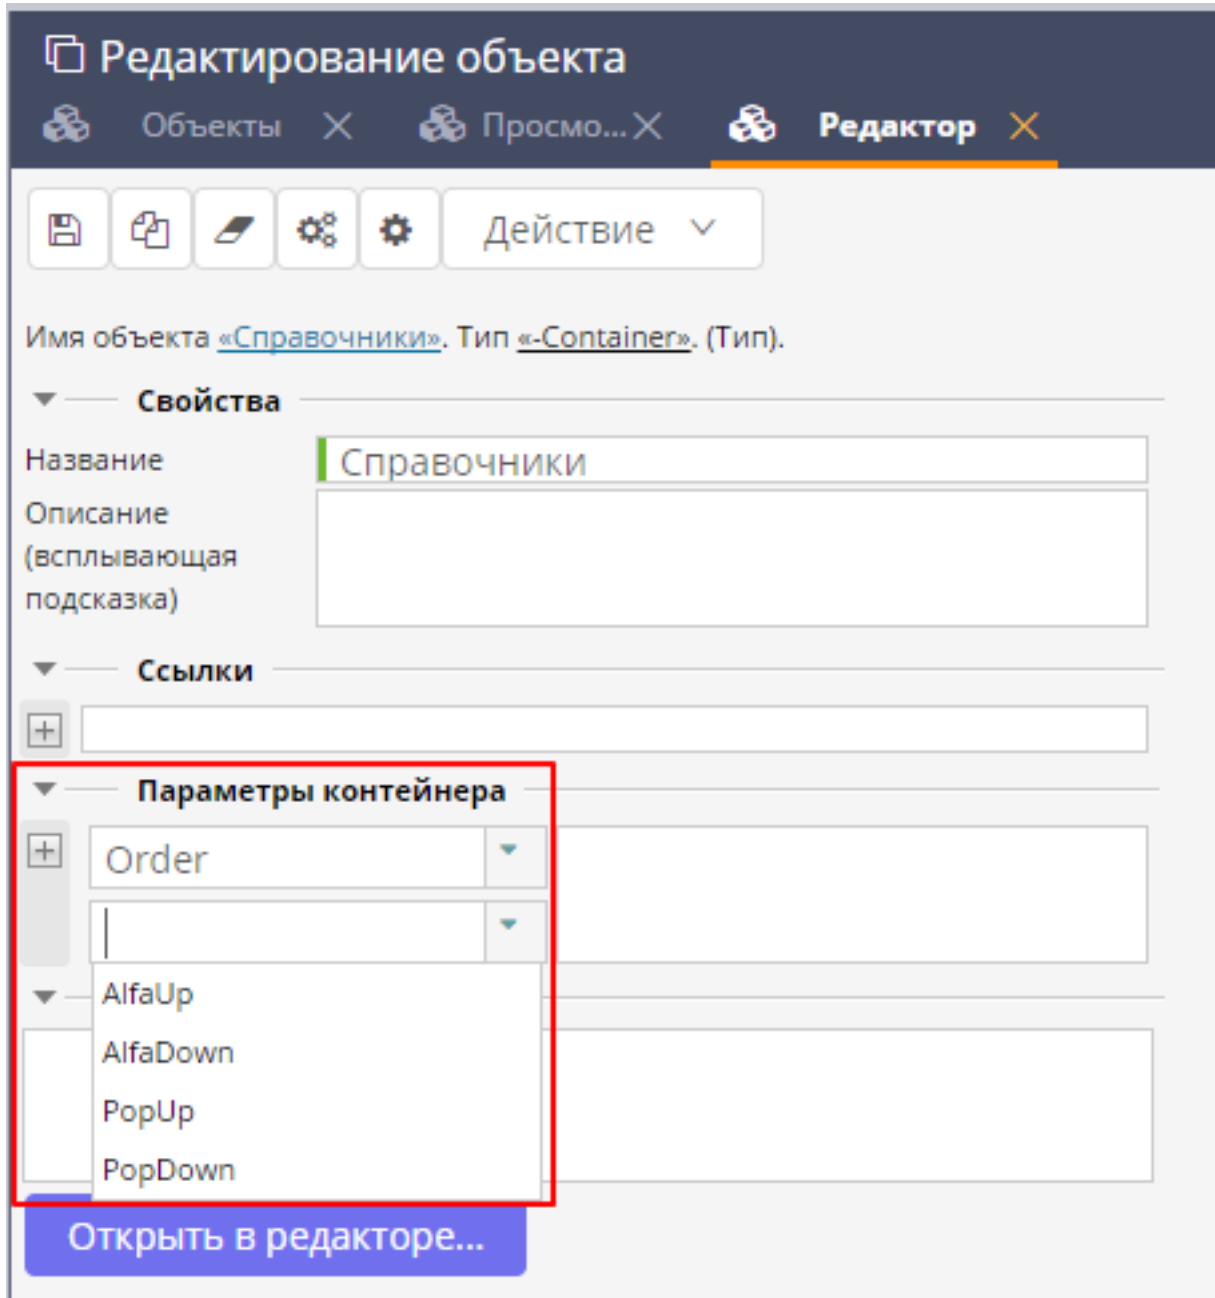 Редактирование объекта
Объекты Просмо... Редактор
Действие
Имя объекта «Справочники». Тип «-Container». (Тип).
Свойства
Название Справочники
Описание
(всплывающая
подсказка)
Ссылки
Параметры контейнера
Order
AlfaUp
AlfaDown
PopUp
PopDown
Открыть в редакторе...